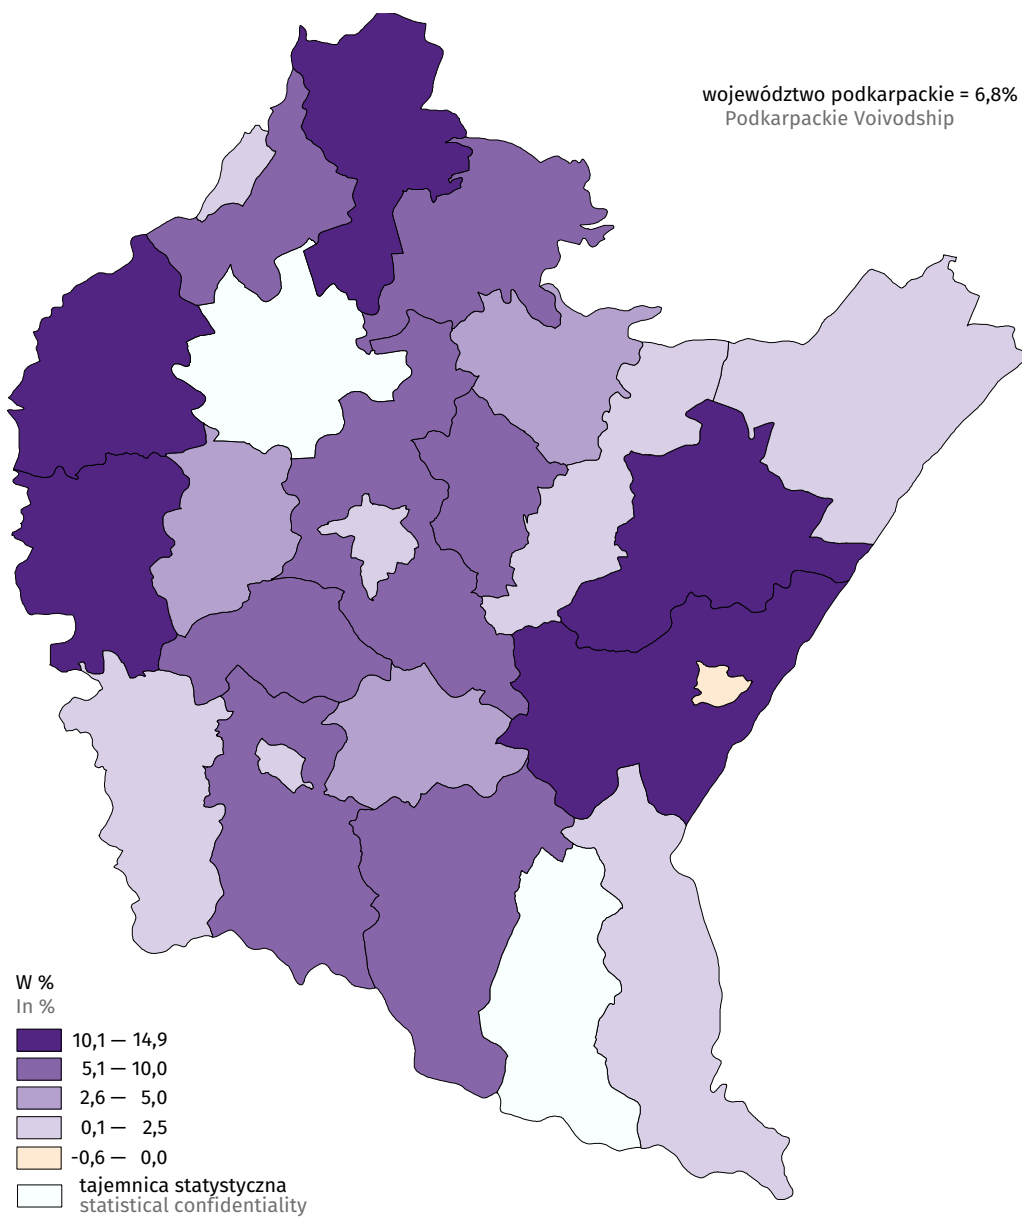 województwo podkarpackie = 6,8%
Podkarpackie Voivodship
W %
In %
10,1 — 14,9
5,1 — 10,0
2,6 — 5,0
0,1 — 2,5
-0,6 — 0,0
tajemnica statystyczna
statistical confidentiality